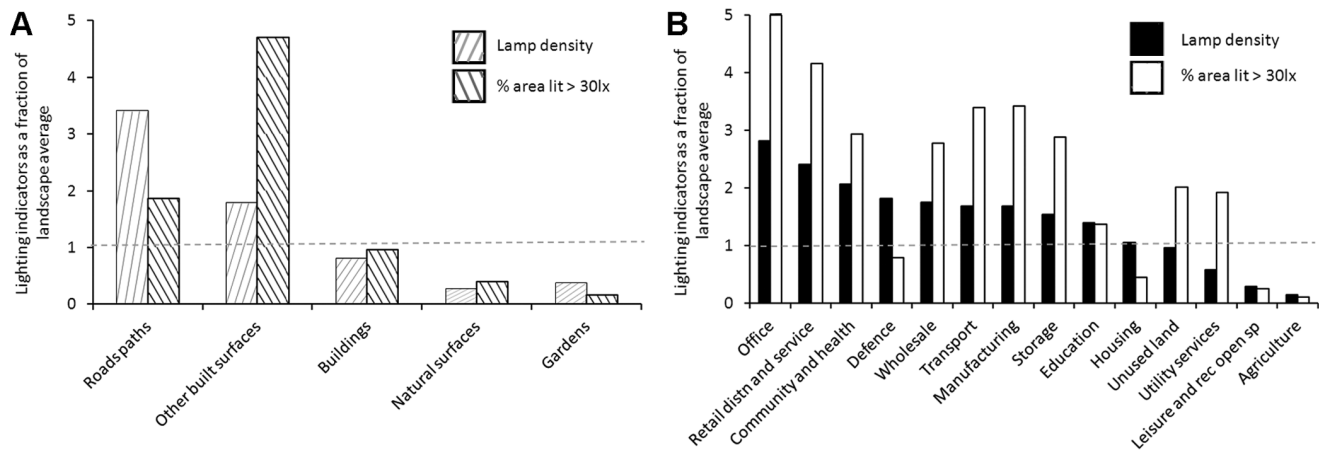 A
Lighting indicators as a fraction of
landscape average
5
4
3
2
1
0
Lamp density
% area lit > 30lx
Roads paths
Other built surfaces
Buildings
Natural surfaces
Gardens
B
Lighting indicators as a fraction of
landscape average
5
4
3
2
1
0
Lamp density
% area lit > 30lx
Office
Retail distn and service
Community and health
Defence
Wholesale
Transport
Manufacturing
Storage
Education
Housing
Unused land
Utility services
Leisure and rec open sp
Agriculture